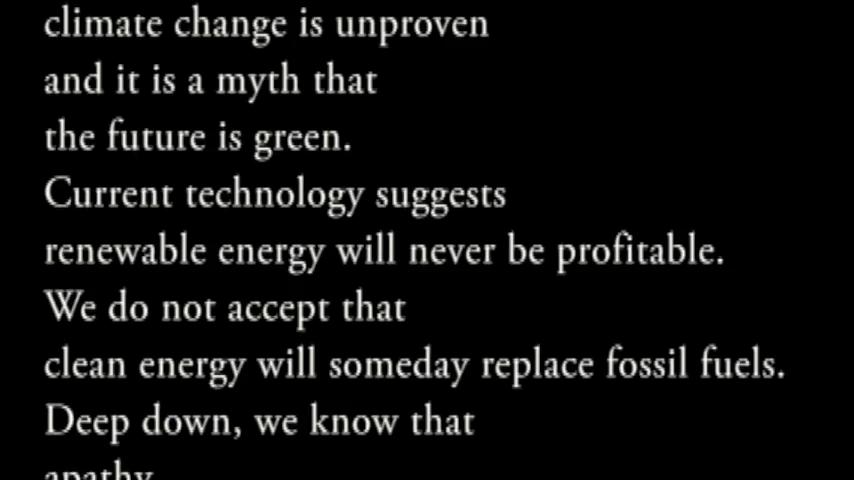 climate change is unproven
and it is a myth that
the future is green.
Current technology suggests
renewable energy will never be profitable.
We do not accept that
clean energy will someday replace fossil fuels.
Deep down, we know that
apathy